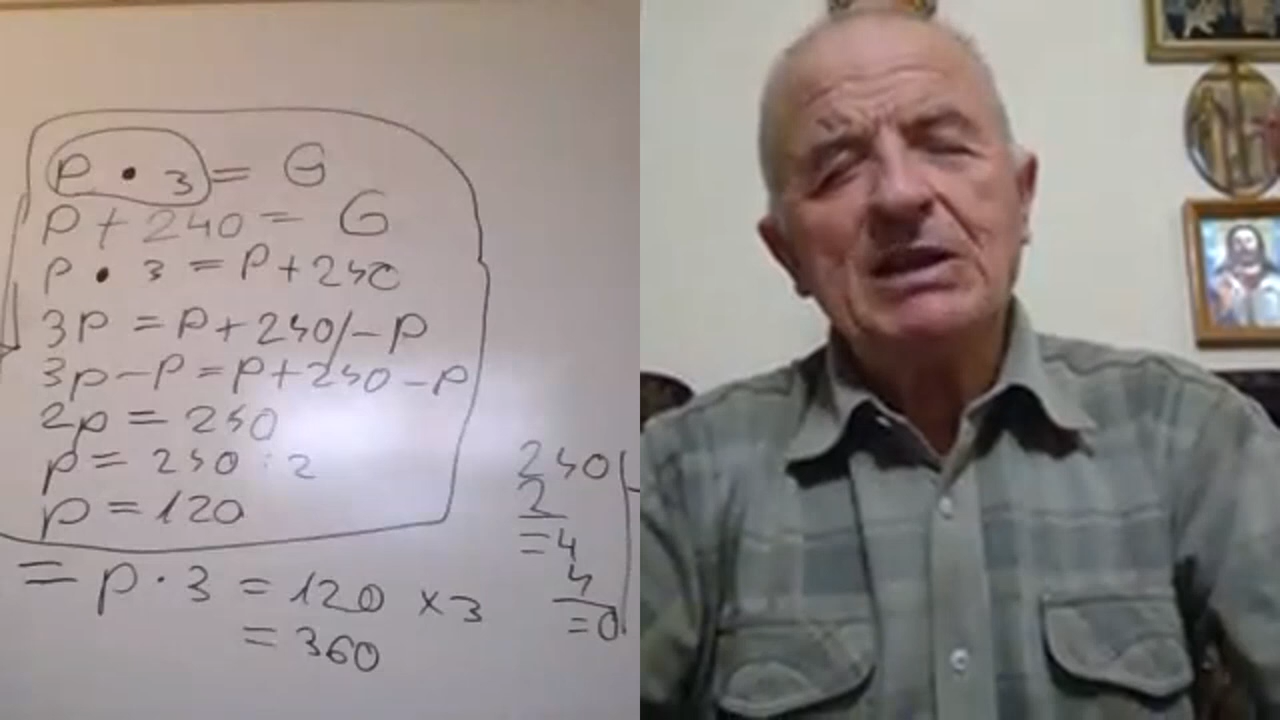 P • 3 = G
P + 240 = G
P • 3 = P + 240
3P = P + 240 / - P
3p - P = P + 240 - P
2p = 240
p = 240 : 2
p = 120
= p · 3 = 120 x 3
= 360
240
2
= 4
4
= 0